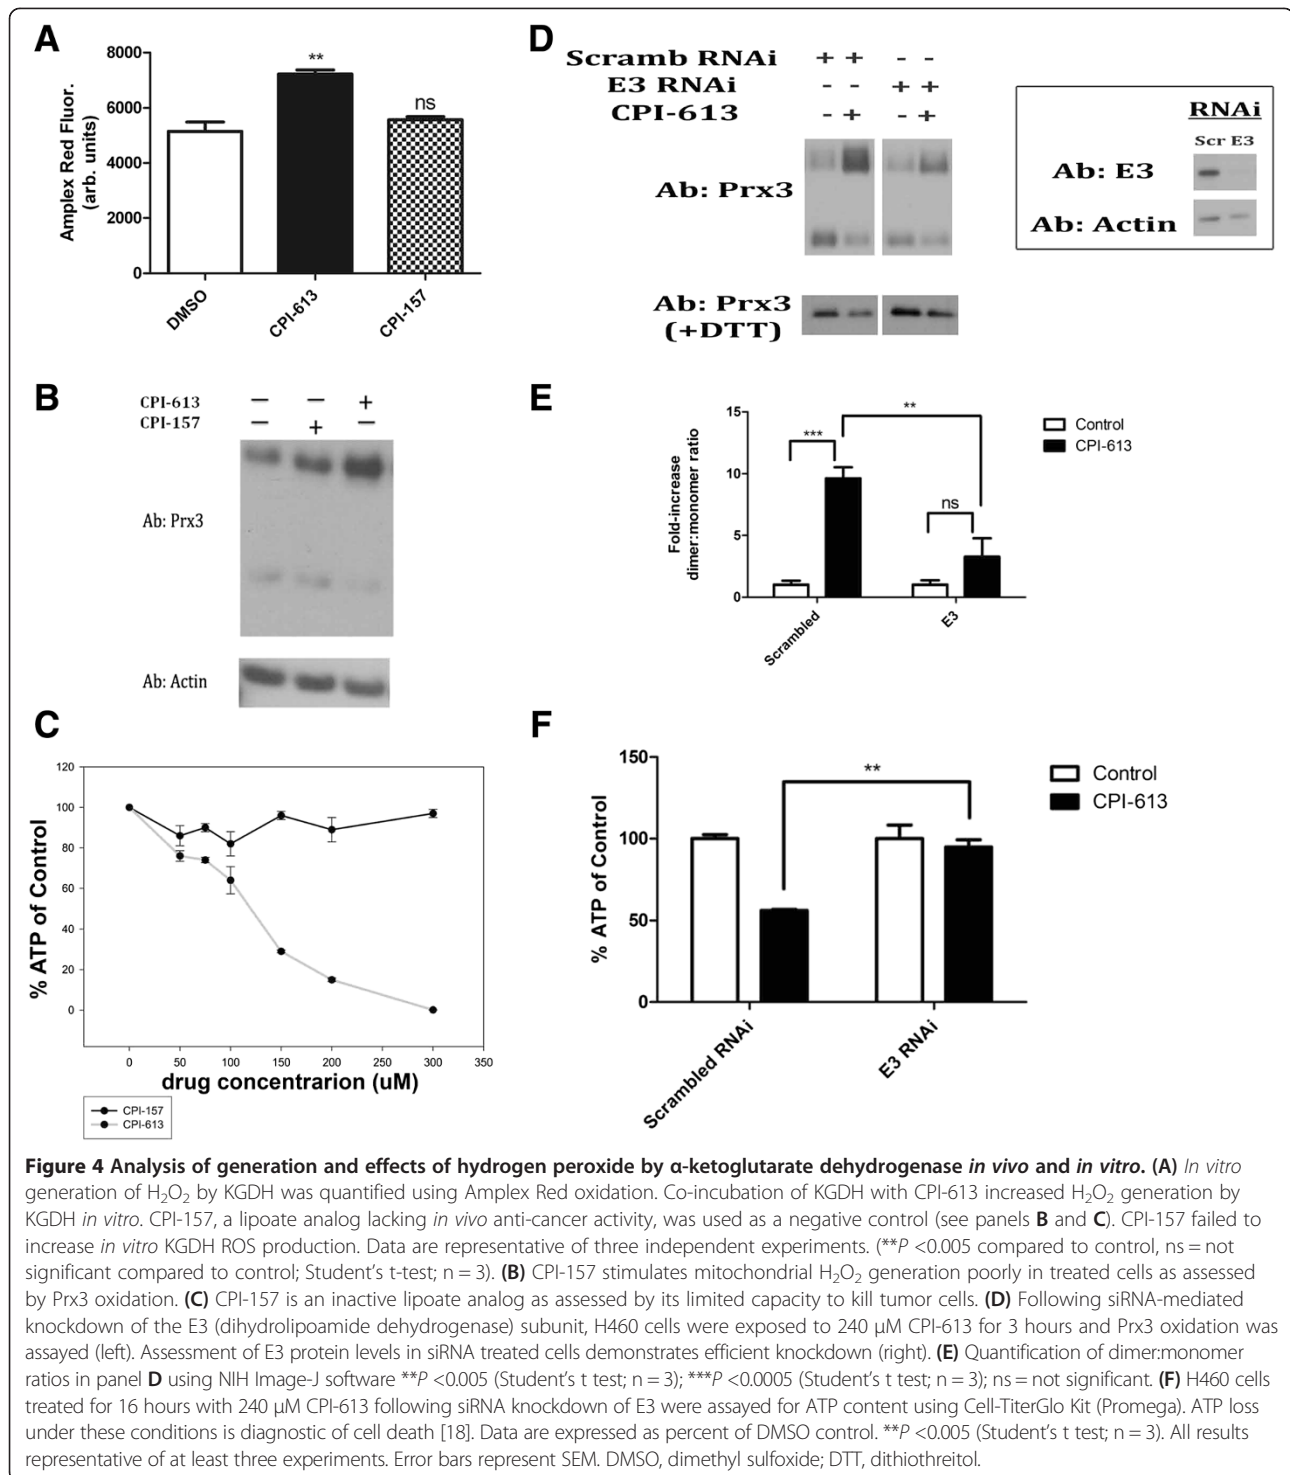 A
8000
6000
4000
2000
0
Amplex Red Fluor.
(arb. units)
**
ns
DMSO
CPI-613
CPI-157
B
CPI-613 — — +
CPI-157 — + —
Ab: Prx3
Ab: Actin
C
120
100
80
60
40
20
0
% ATP of Control
0 50 100 150 200 250 300 350
drug concentrarion (uM)
CPI-157
CPI-613
D
Scramb RNAi + + - -
E3 RNAi - - + +
CPI-613 - + - +
Ab: Prx3
Ab: Prx3
(+DTT)
RNAi
Scr E3
Ab: E3
Ab: Actin
E
15
10
5
0
Fold-increase
dimer:monomer ratio
***
**
ns
Scrambled
E3
Control
CPI-613
F
150
100
50
0
% ATP of Control
**
Scrambled RNAi
E3 RNAi
Control
CPI-613
Figure 4 Analysis of generation and effects of hydrogen peroxide by α-ketoglutarate dehydrogenase in vivo and in vitro. (A) In vitro
generation of H₂O₂ by KGDH was quantified using Amplex Red oxidation. Co-incubation of KGDH with CPI-613 increased H₂O₂ generation by
KGDH in vitro. CPI-157, a lipoate analog lacking in vivo anti-cancer activity, was used as a negative control (see panels B and C). CPI-157 failed to
increase in vitro KGDH ROS production. Data are representative of three independent experiments. (**P <0.005 compared to control, ns = not
significant compared to control; Student's t-test; n = 3). (B) CPI-157 stimulates mitochondrial H₂O₂ generation poorly in treated cells as assessed
by Prx3 oxidation. (C) CPI-157 is an inactive lipoate analog as assessed by its limited capacity to kill tumor cells. (D) Following siRNA-mediated
knockdown of the E3 (dihydrolipoamide dehydrogenase) subunit, H460 cells were exposed to 240 μM CPI-613 for 3 hours and Prx3 oxidation was
assayed (left). Assessment of E3 protein levels in siRNA treated cells demonstrates efficient knockdown (right). (E) Quantification of dimer:monomer
ratios in panel D using NIH Image-J software **P <0.005 (Student's t test; n = 3); ***P <0.0005 (Student's t test; n = 3); ns = not significant. (F) H460 cells
treated for 16 hours with 240 μM CPI-613 following siRNA knockdown of E3 were assayed for ATP content using Cell-TiterGlo Kit (Promega). ATP loss
under these conditions is diagnostic of cell death [18]. Data are expressed as percent of DMSO control. **P <0.005 (Student's t test; n = 3). All results
representative of at least three experiments. Error bars represent SEM. DMSO, dimethyl sulfoxide; DTT, dithiothreitol.